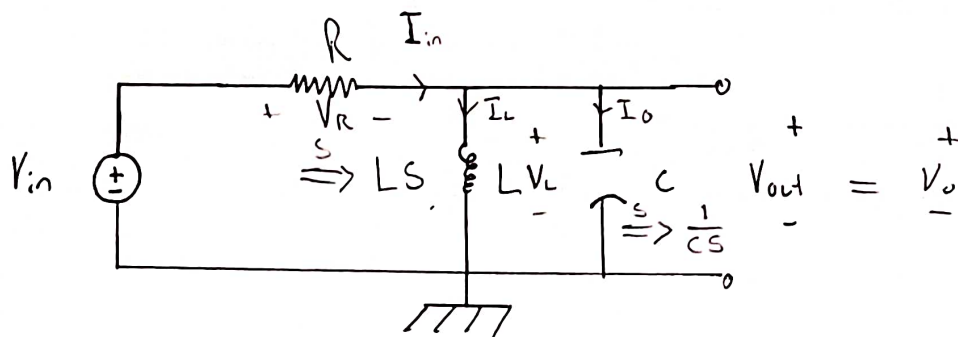 R I_in
+ V_R − I_L I_o +
V_in + − S ⇒ LS L V_L + − C S ⇒ 1/CS V_out = V_o + −